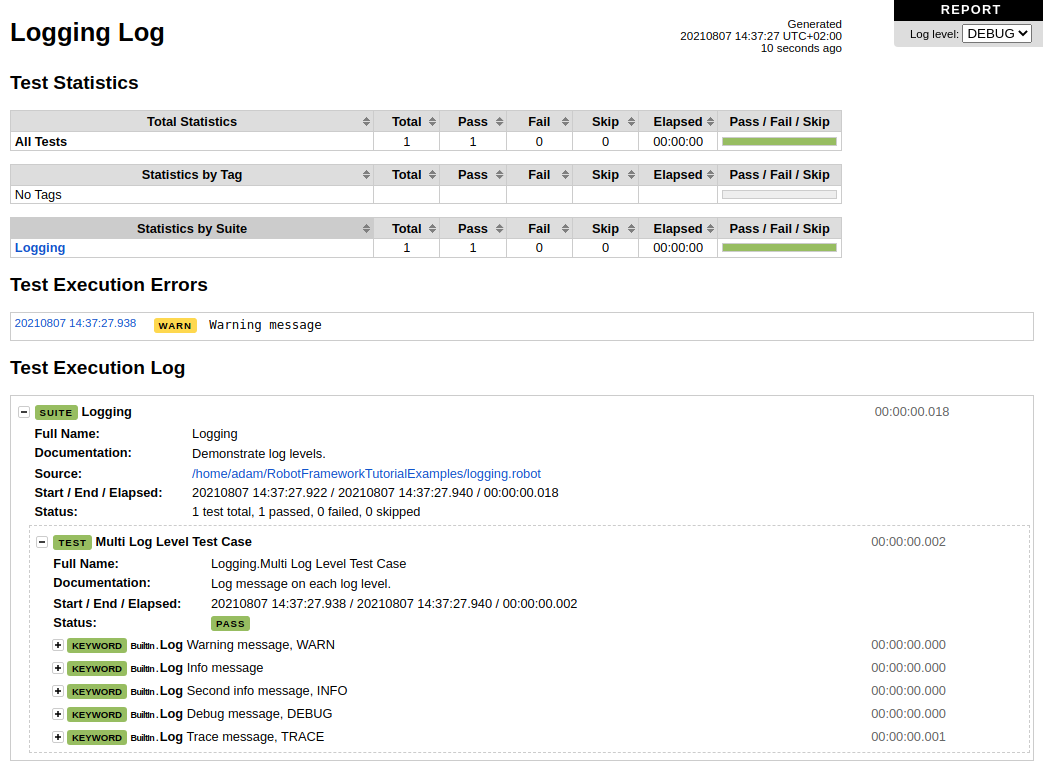 REPORT
Log level: DEBUG
Logging Log
Generated
20210807 14:37:27 UTC+02:00
10 seconds ago
Test Statistics
Total Statistics Total Pass Fail Skip Elapsed Pass / Fail / Skip
All Tests 1 1 0 0 00:00:00
Statistics by Tag Total Pass Fail Skip Elapsed Pass / Fail / Skip
No Tags
Statistics by Suite Total Pass Fail Skip Elapsed Pass / Fail / Skip
Logging 1 1 0 0 00:00:00
Test Execution Errors
20210807 14:37:27.938 WARN Warning message
Test Execution Log
SUITE Logging 00:00:00.018
Full Name: Logging
Documentation: Demonstrate log levels.
Source: /home/adam/RobotFrameworkTutorialExamples/logging.robot
Start / End / Elapsed: 20210807 14:37:27.922 / 20210807 14:37:27.940 / 00:00:00.018
Status: 1 test total, 1 passed, 0 failed, 0 skipped
TEST Multi Log Level Test Case 00:00:00.002
Full Name: Logging.Multi Log Level Test Case
Documentation: Log message on each log level.
Start / End / Elapsed: 20210807 14:37:27.938 / 20210807 14:37:27.940 / 00:00:00.002
Status: PASS
KEYWORD BuiltIn.Log Warning message, WARN 00:00:00.000
KEYWORD BuiltIn.Log Info message 00:00:00.000
KEYWORD BuiltIn.Log Second info message, INFO 00:00:00.000
KEYWORD BuiltIn.Log Debug message, DEBUG 00:00:00.000
KEYWORD BuiltIn.Log Trace message, TRACE 00:00:00.001